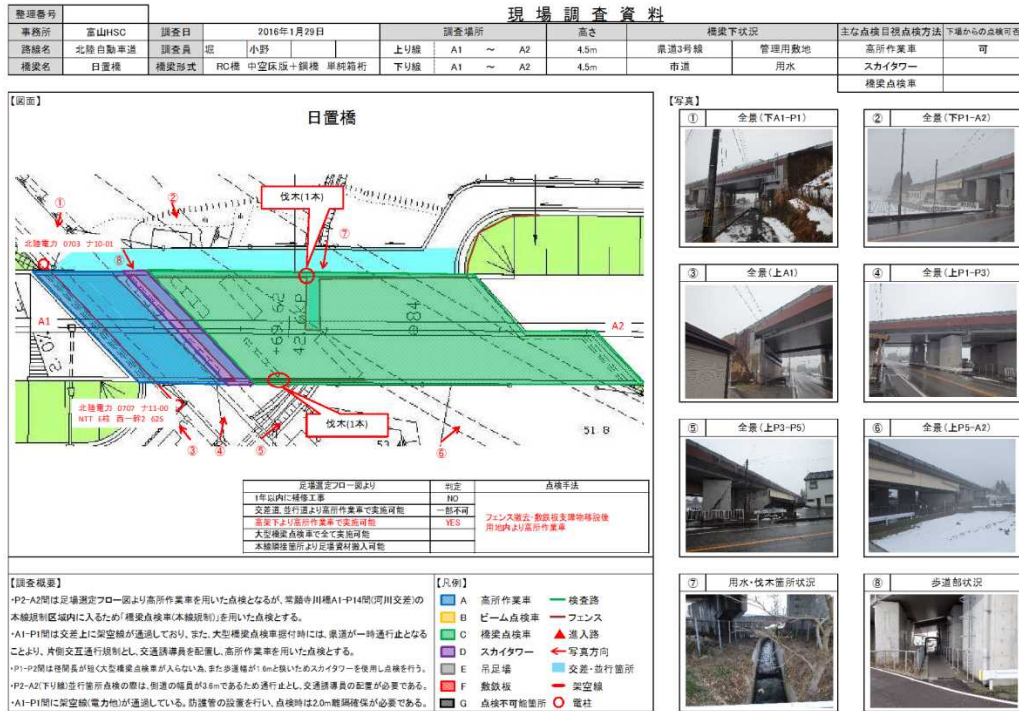 現場調査資料
整理番号
事務所 富山HSC 調査日 2016年1月29日 調査場所 高さ 橋梁下状況 主な点検目視点検方法 下場からの点検可否
路線名 北陸自動車道 調査員 堀 小野 上り線 A1 ～ A2 4.5m 県道3号線 管理用敷地 高所作業車 可
橋梁名 日置橋 橋梁形式 RC橋 中空床版+鋼橋 単純箱桁 下り線 A1 ～ A2 4.5m 市道 用水 スカイタワー
橋梁点検車
【図面】
日置橋
伐木(1本)
①
②
⑦
北陸電力 0703 ナ10-01
⑧
A1
A2
北陸電力 0707 ナ11-00
NTT E柱 西一幹2 62S
伐木(1本)
③
④
⑤
⑥
51.8
足場選定フロー図より 判定 点検手法
1年以内に補修工事 NO
交差道、並行道より高所作業車で実施可能 一部不可
高架下より高所作業車で実施可能 YES
大型橋梁点検車で全て実施可能
本線隣接箇所より足場資材搬入可能
フェンス撤去・敷鉄板支障物移設後
用地内より高所作業車
【調査概要】
・P2-A2間は足場選定フロー図より高所作業車を用いた点検となるが、常願寺川橋A1-P14間(河川交差)の
本線規制区域内に入るため「橋梁点検車(本線規制)」を用いた点検とする。
・A1-P1間は交差上に架空線が通過しており、また、大型橋梁点検車据付時には、県道が一時通行止となる
ことより、片側交互通行規制とし、交通誘導員を配置し、高所作業車を用いた点検とする。
・P1-P2間は径間長が短く大型橋梁点検車が入らない為、また歩道幅が1.6mと狭いためスカイタワーを使用し点検を行う。
・P2-A2(下り線)並行箇所点検の際は、側道の幅員が3.6mであるため通行止とし、交通誘導員の配置が必要である。
・A1-P1間に架空線(電力他)が通過している。防護管の設置を行い、点検時は2.0m離隔確保が必要である。
【凡例】
A 高所作業車 検査路
B ビーム点検車 フェンス
C 橋梁点検車 進入路
D スカイタワー 写真方向
E 吊足場 交差・並行箇所
F 敷鉄板 架空線
G 点検不可能箇所 電柱
【写真】
① 全景(下A1-P1)
② 全景(下P1-A2)
③ 全景(上A1)
④ 全景(上P1-P3)
⑤ 全景(上P3-P5)
⑥ 全景(上P5-A2)
⑦ 用水・伐木箇所状況
⑧ 歩道部状況